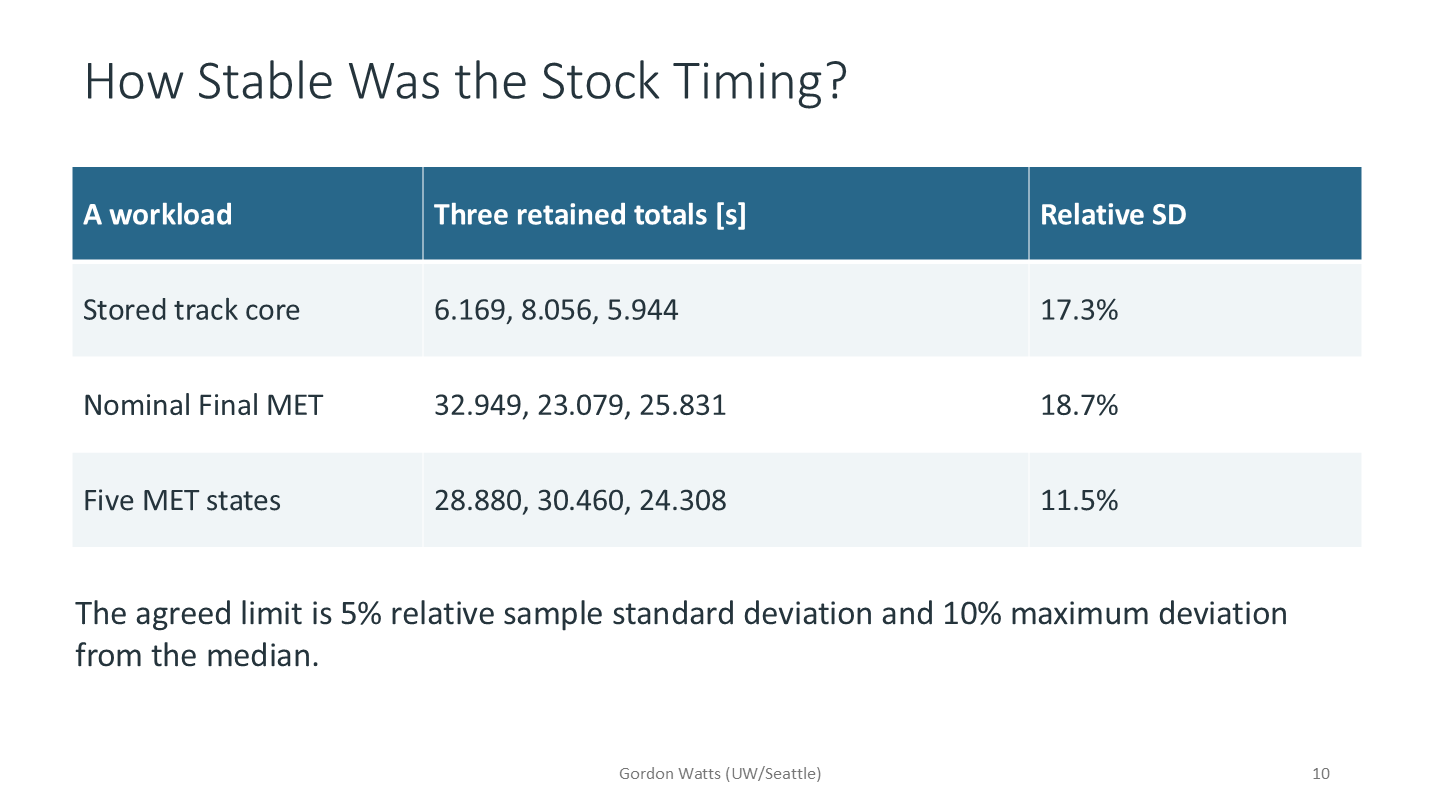 How Stable Was the Stock Timing?
A workload Three retained totals [s] Relative SD
Stored track core 6.169, 8.056, 5.944 17.3%
Nominal Final MET 32.949, 23.079, 25.831 18.7%
Five MET states 28.880, 30.460, 24.308 11.5%
The agreed limit is 5% relative sample standard deviation and 10% maximum deviation
from the median.
Gordon Watts (UW/Seattle) 10